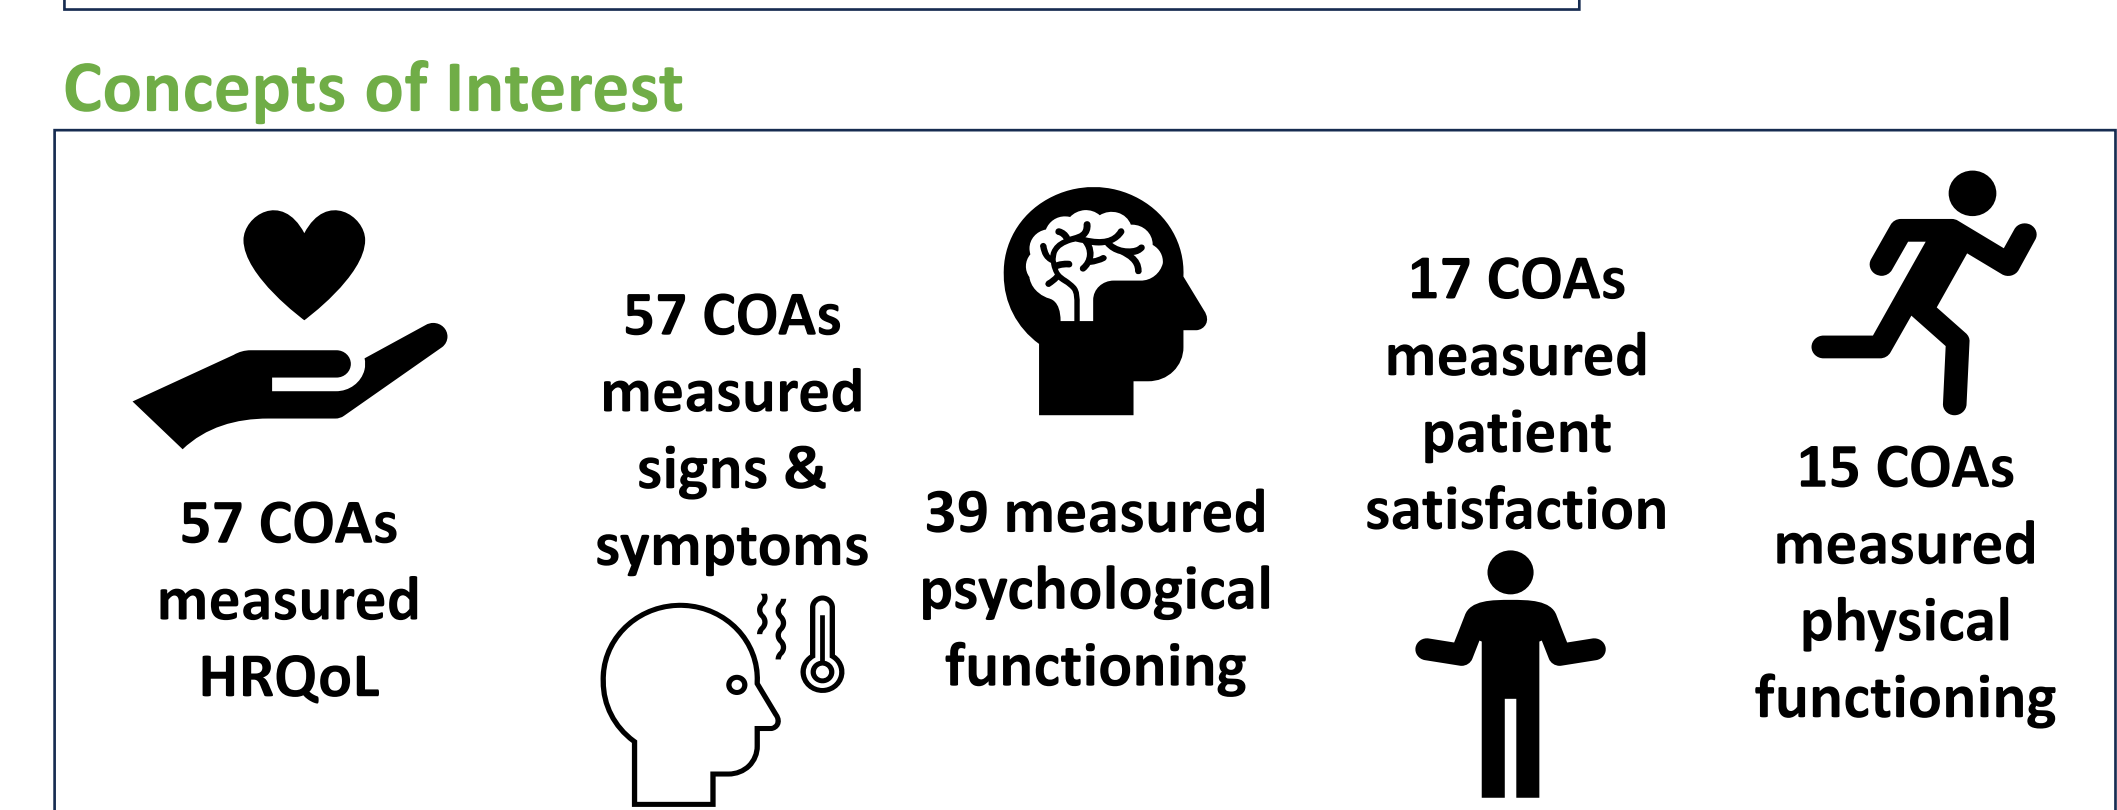 Concepts of Interest
57 COAs
measured
HRQoL
57 COAs
measured
signs &
symptoms
39 measured
psychological
functioning
17 COAs
measured
patient
satisfaction
15 COAs
measured
physical
functioning